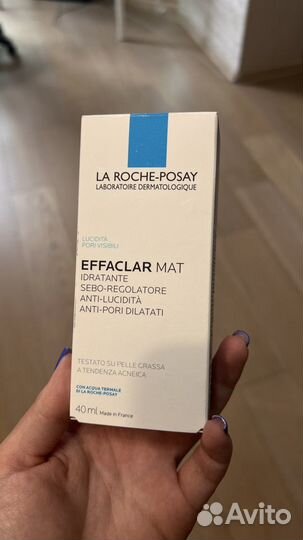 LA ROCHE-POSAY
LABORATOIRE DERMATOLOGIQUE
LUCIDITÀ
PORI VISIBILI
EFFACLAR MAT
IDRATANTE
SEBO-REGOLATORE
ANTI-LUCIDITÀ
ANTI-PORI DILATATI
TESTATO SU PELLE GRASSA
A TENDENZA ACNEICA
CON ACQUA TERMALE
DI LA ROCHE-POSAY
40 ml Made in France
Avito